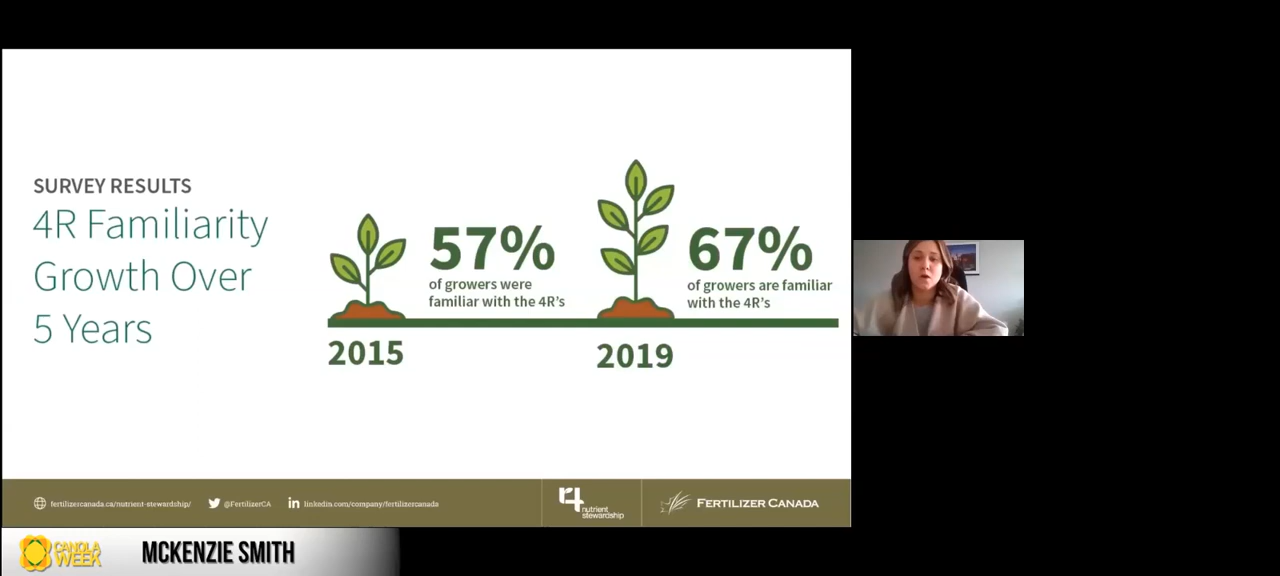 SURVEY RESULTS
4R Familiarity
Growth Over
5 Years
57%
of growers were
familiar with the 4R's
2015
67%
of growers are familiar
with the 4R's
2019
fertilizercanada.ca/nutrient-stewardship/
@FertilizerCA
in
linkedin.com/company/fertilizercanada
r4
nutrient
stewardship
FERTILIZER CANADA
CANOLA
WEEK
MCKENZIE SMITH